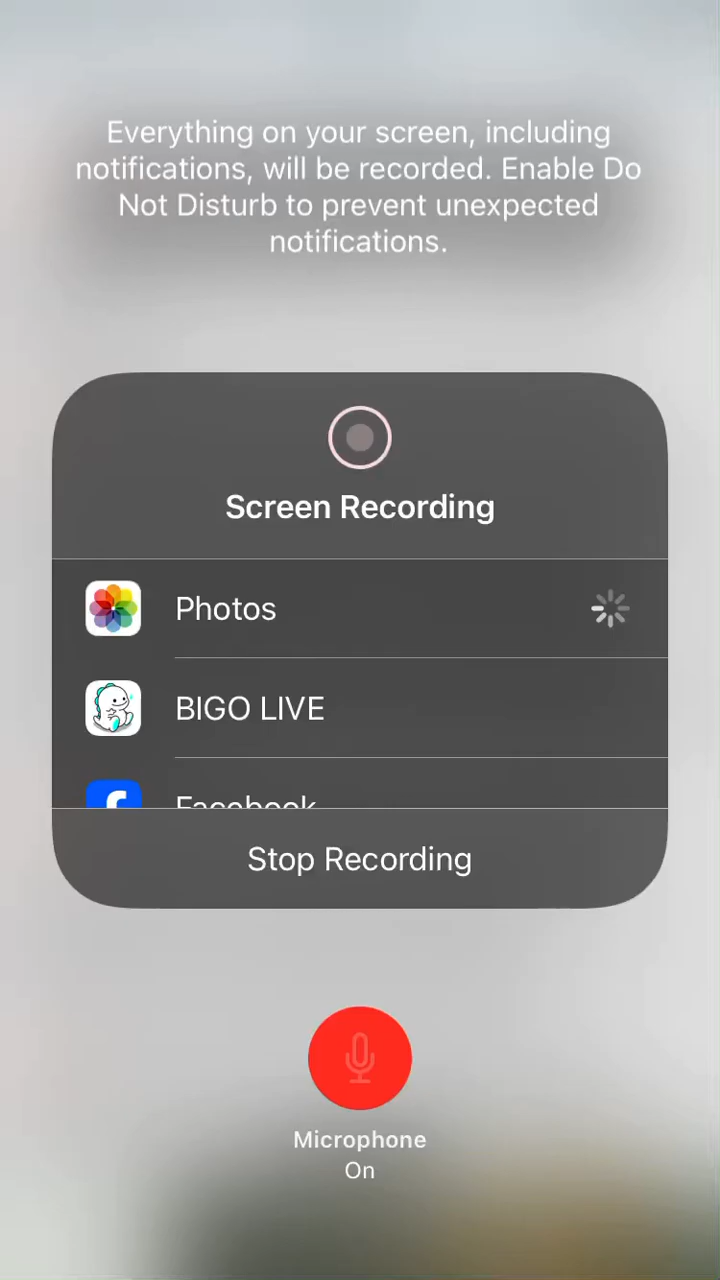 Everything on your screen, including
notifications, will be recorded. Enable Do
Not Disturb to prevent unexpected
notifications.
Screen Recording
Photos
BIGO LIVE
Facebook
Stop Recording
Microphone
On